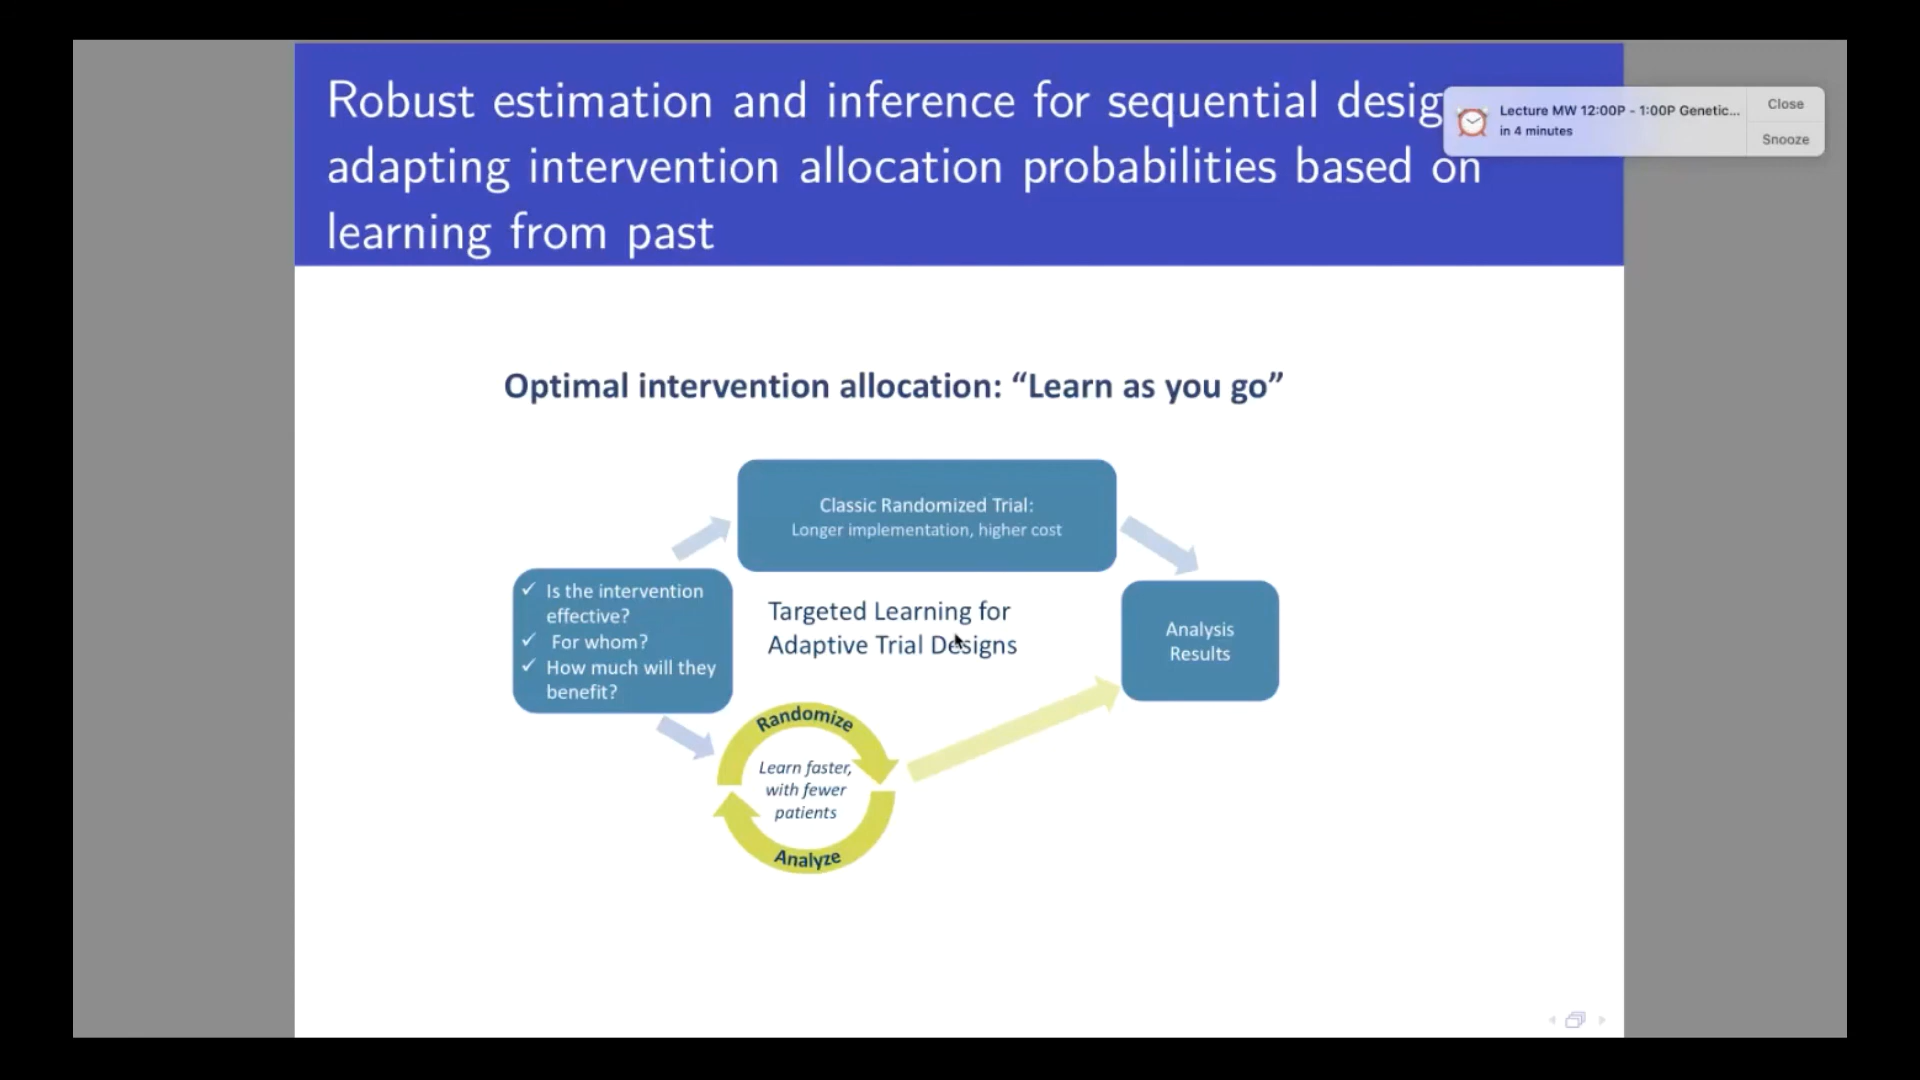 Robust estimation and inference for sequential desig
adapting intervention allocation probabilities based on
learning from past
Lecture MW 12:00P - 1:00P Genetic...
in 4 minutes
Close
Snooze
Optimal intervention allocation: “Learn as you go”
Classic Randomized Trial:
Longer implementation, higher cost
✓ Is the intervention
effective?
✓ For whom?
✓ How much will they
benefit?
Targeted Learning for
Adaptive Trial Designs
Analysis
Results
Randomize
Learn faster,
with fewer
patients
Analyze